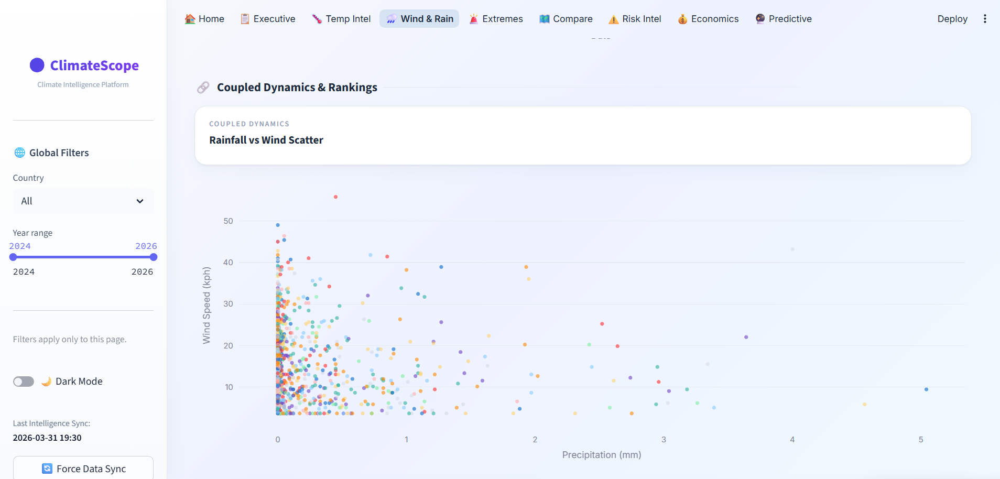 Home Executive Temp Intel Wind & Rain Extremes Compare Risk Intel Economics Predictive Deploy
ClimateScope
Climate Intelligence Platform
Global Filters
Country
All
Year range
2024 2026
2024 2026
Filters apply only to this page.
Dark Mode
Last Intelligence Sync:
2026-03-31 19:30
Force Data Sync
Coupled Dynamics & Rankings
COUPLED DYNAMICS
Rainfall vs Wind Scatter
Wind Speed (kph)
50
40
30
20
10
0 1 2 3 4 5
Precipitation (mm)